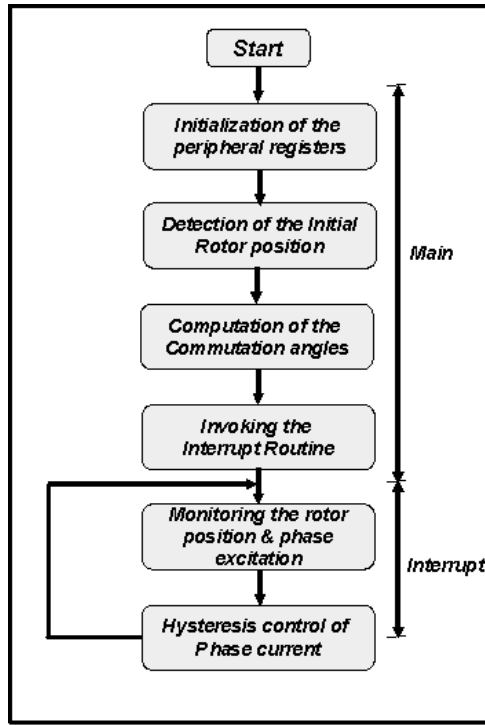 Start
Initialization of the
peripheral registers
Detection of the Initial
Rotor position
Computation of the
Commutation angles
Main
Invoking the
Interrupt Routine
Monitoring the rotor
position & phase
excitation
Interrupt
Hysteresis control of
Phase current